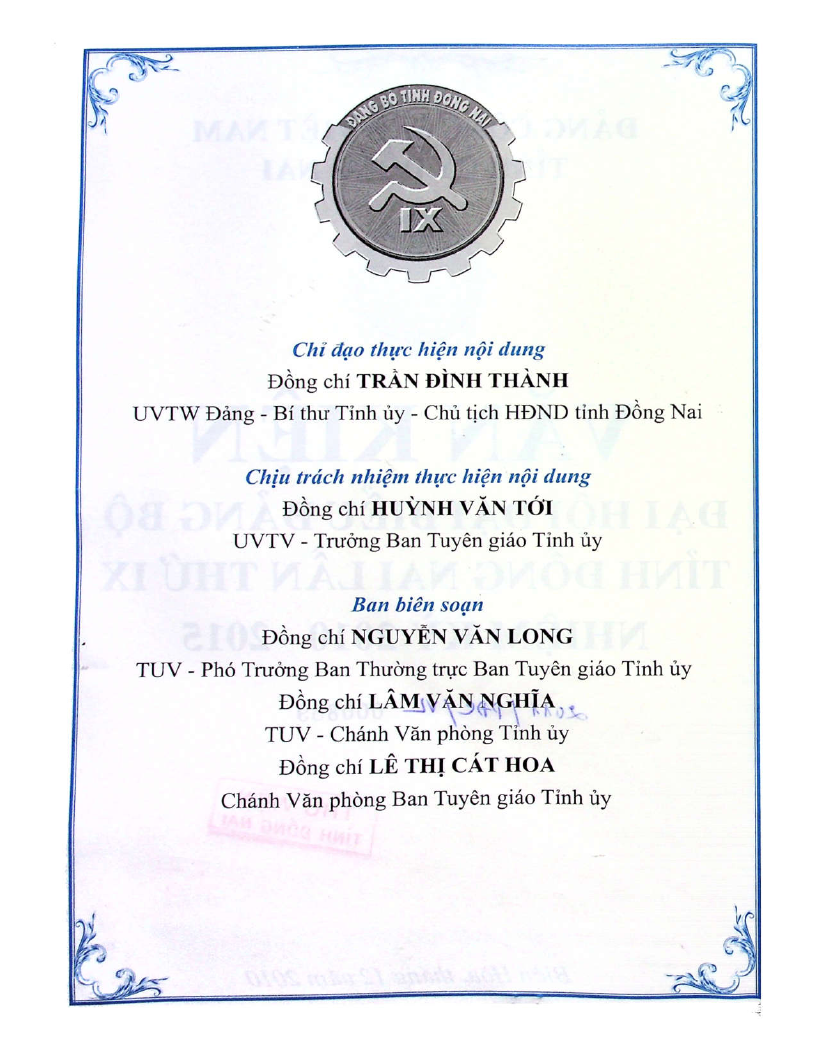 ĐẢNG BỘ TỈNH ĐỒNG NAI
IX
Chỉ đạo thực hiện nội dung
Đồng chí TRẦN ĐÌNH THÀNH
UVTW Đảng - Bí thư Tỉnh ủy - Chủ tịch HĐND tỉnh Đồng Nai
Chịu trách nhiệm thực hiện nội dung
Đồng chí HUỲNH VĂN TỚI
UVTV - Trưởng Ban Tuyên giáo Tỉnh ủy
Ban biên soạn
Đồng chí NGUYỄN VĂN LONG
TUV - Phó Trưởng Ban Thường trực Ban Tuyên giáo Tỉnh ủy
Đồng chí LÂM VĂN NGHĨA
TUV - Chánh Văn phòng Tỉnh ủy
Đồng chí LÊ THỊ CÁT HOA
Chánh Văn phòng Ban Tuyên giáo Tỉnh ủy